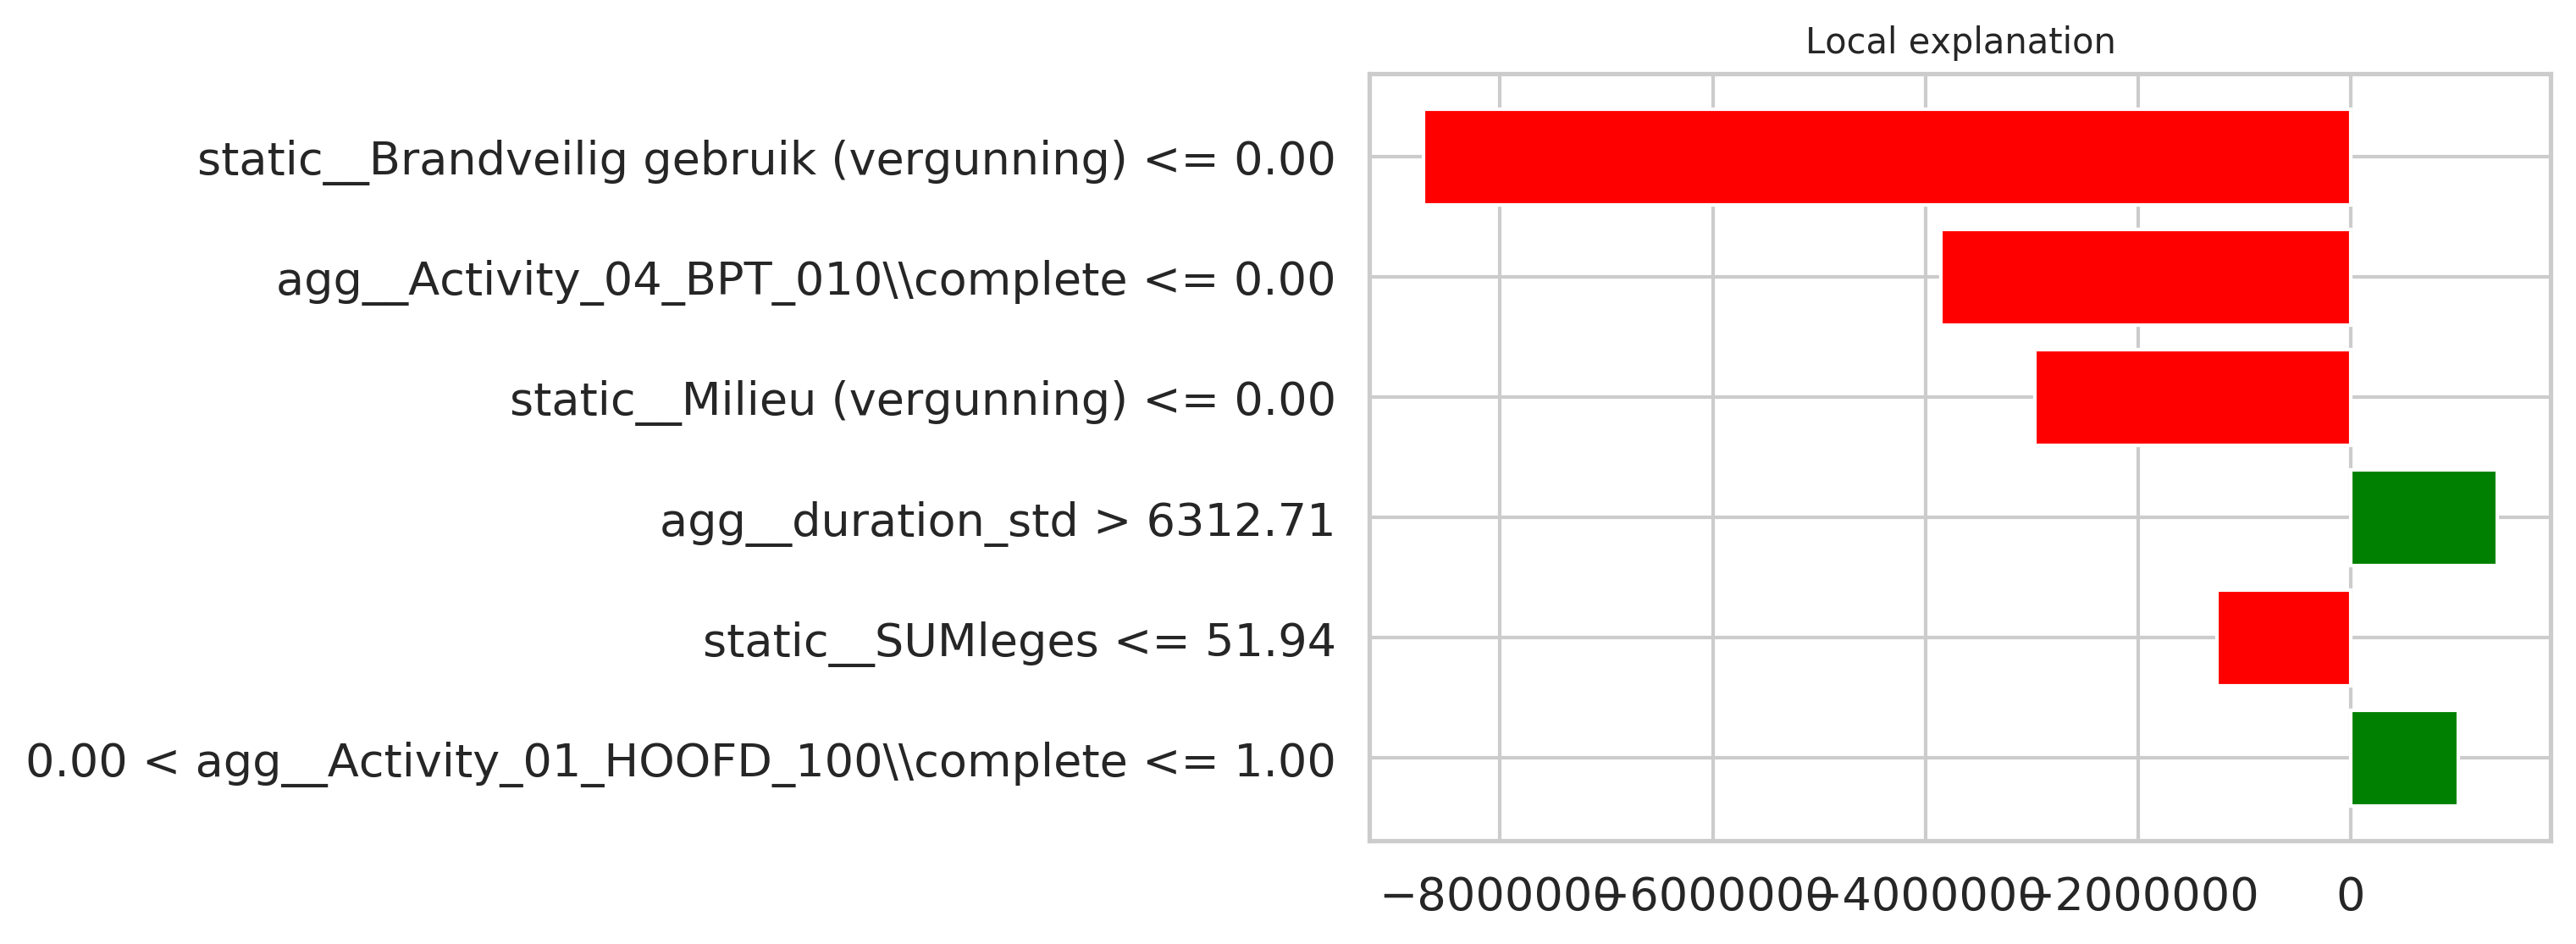 Local explanation
static__Brandveilig gebruik (vergunning) <= 0.00
agg__Activity_04_BPT_010\\complete <= 0.00
static__Milieu (vergunning) <= 0.00
agg__duration_std > 6312.71
static__SUMleges <= 51.94
0.00 < agg__Activity_01_HOOFD_100\\complete <= 1.00
−8000000 −6000000 −4000000 −2000000 0